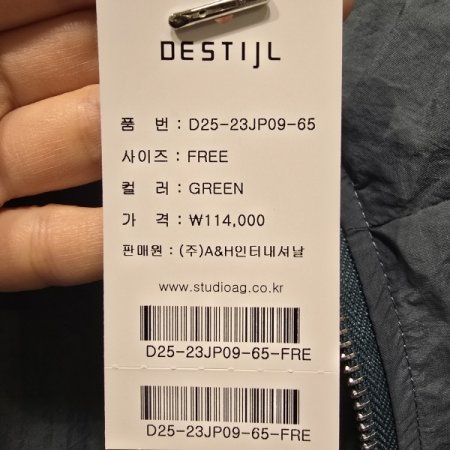 DESTIJL
품 번 : D25-23JP09-65
사이즈 : FREE
컬 러 : GREEN
가 격 : ₩114,000
판매원 : (주)A&H인터내셔날
www.studioag.co.kr
D25-23JP09-65-FRE
D25-23JP09-65-FRE